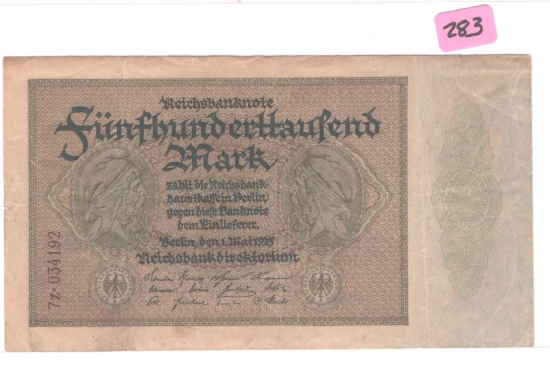 283
Reichsbanknote
Fünfhunderttausend
Mark
zahlt die Reichsbank-
hauptkasse in Berlin
gegen diese Banknote
dem Einlieferer.
Berlin, den 1. Mai 1923
Reichsbankdirektorium
7Z·034192